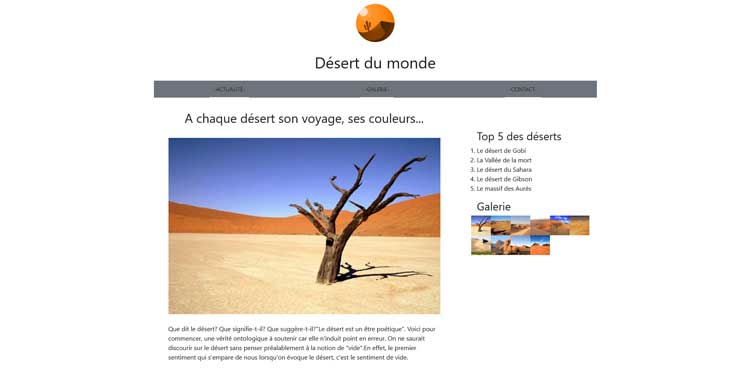 Désert du monde
-ACTUALITÉ- -GALERIE- -CONTACT-
A chaque désert son voyage, ses couleurs...
Que dit le désert? Que signifie-t-il? Que suggère-t-il?"Le désert est un être poétique". Voici pour
commencer, une vérité ontologique à soutenir car elle n'induit point en erreur. On ne saurait
discourir sur le désert sans penser préalablement à la notion de "vide".En effet, le premier
sentiment qui s'empare de nous lorsqu'on évoque le désert, c'est le sentiment de vide.
Top 5 des déserts
1. Le désert de Gobi
2. La Vallée de la mort
3. Le désert du Sahara
4. Le désert de Gibson
5. Le massif des Aurès
Galerie